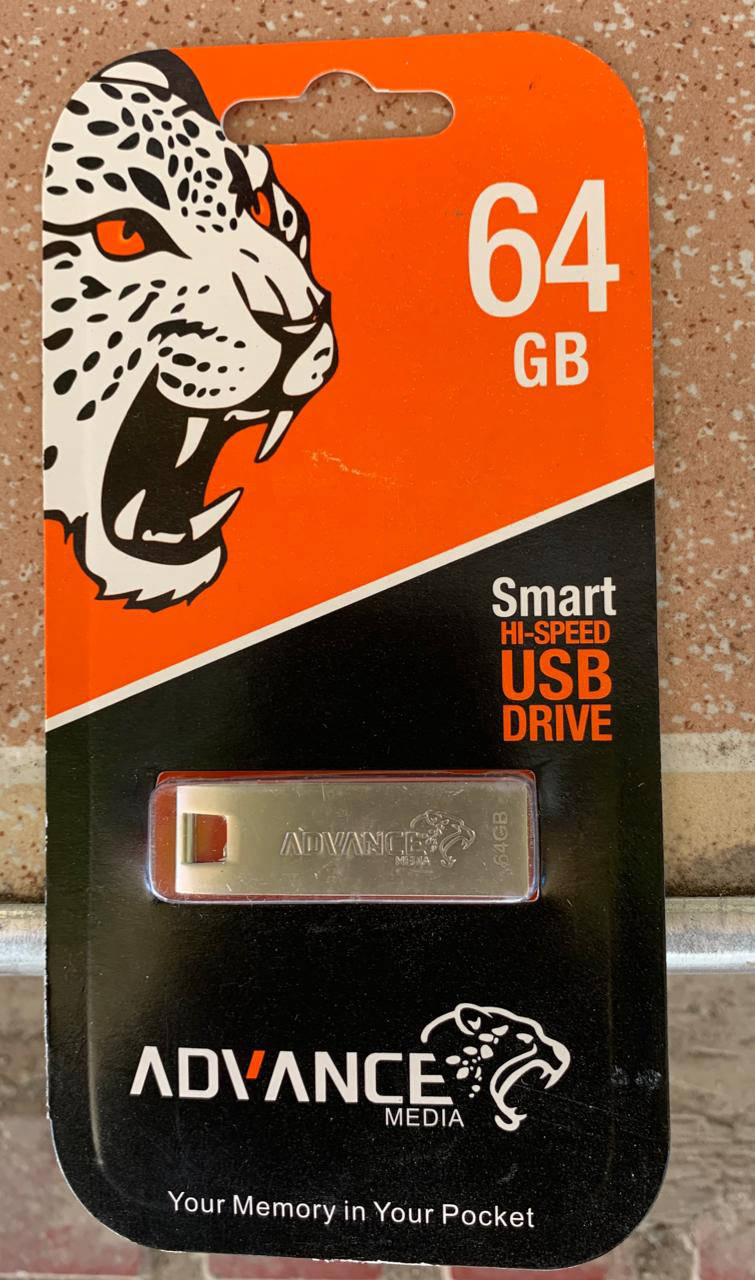 64
GB
Smart
HI-SPEED
USB
DRIVE
ADVANCE
MEDIA
64GB
ADVANCE
MEDIA
Your Memory in Your Pocket